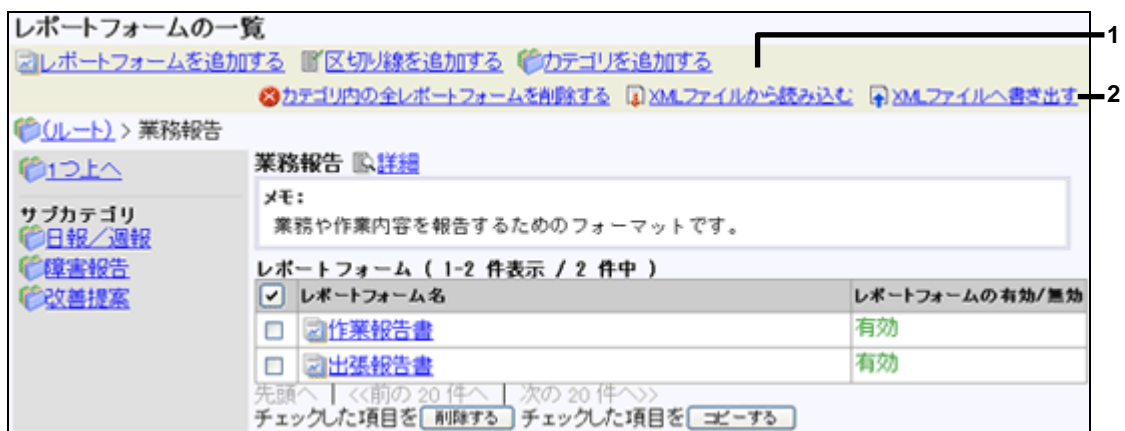 レポートフォームの一覧
レポートフォームを追加する 区切り線を追加する カテゴリを追加する
1
カテゴリ内の全レポートフォームを削除する XMLファイルから読み込む XMLファイルへ書き出す
2
(ルート) > 業務報告
1つ上へ
サブカテゴリ
日報／週報
障害報告
改善提案
業務報告 詳細
メモ：
業務や作業内容を報告するためのフォーマットです。
レポートフォーム ( 1-2 件表示 / 2 件中 )
レポートフォーム名 レポートフォームの有効/無効
作業報告書 有効
出張報告書 有効
先頭へ | <<前の 20 件へ | 次の 20 件へ>>
チェックした項目を 削除する チェックした項目を コピーする